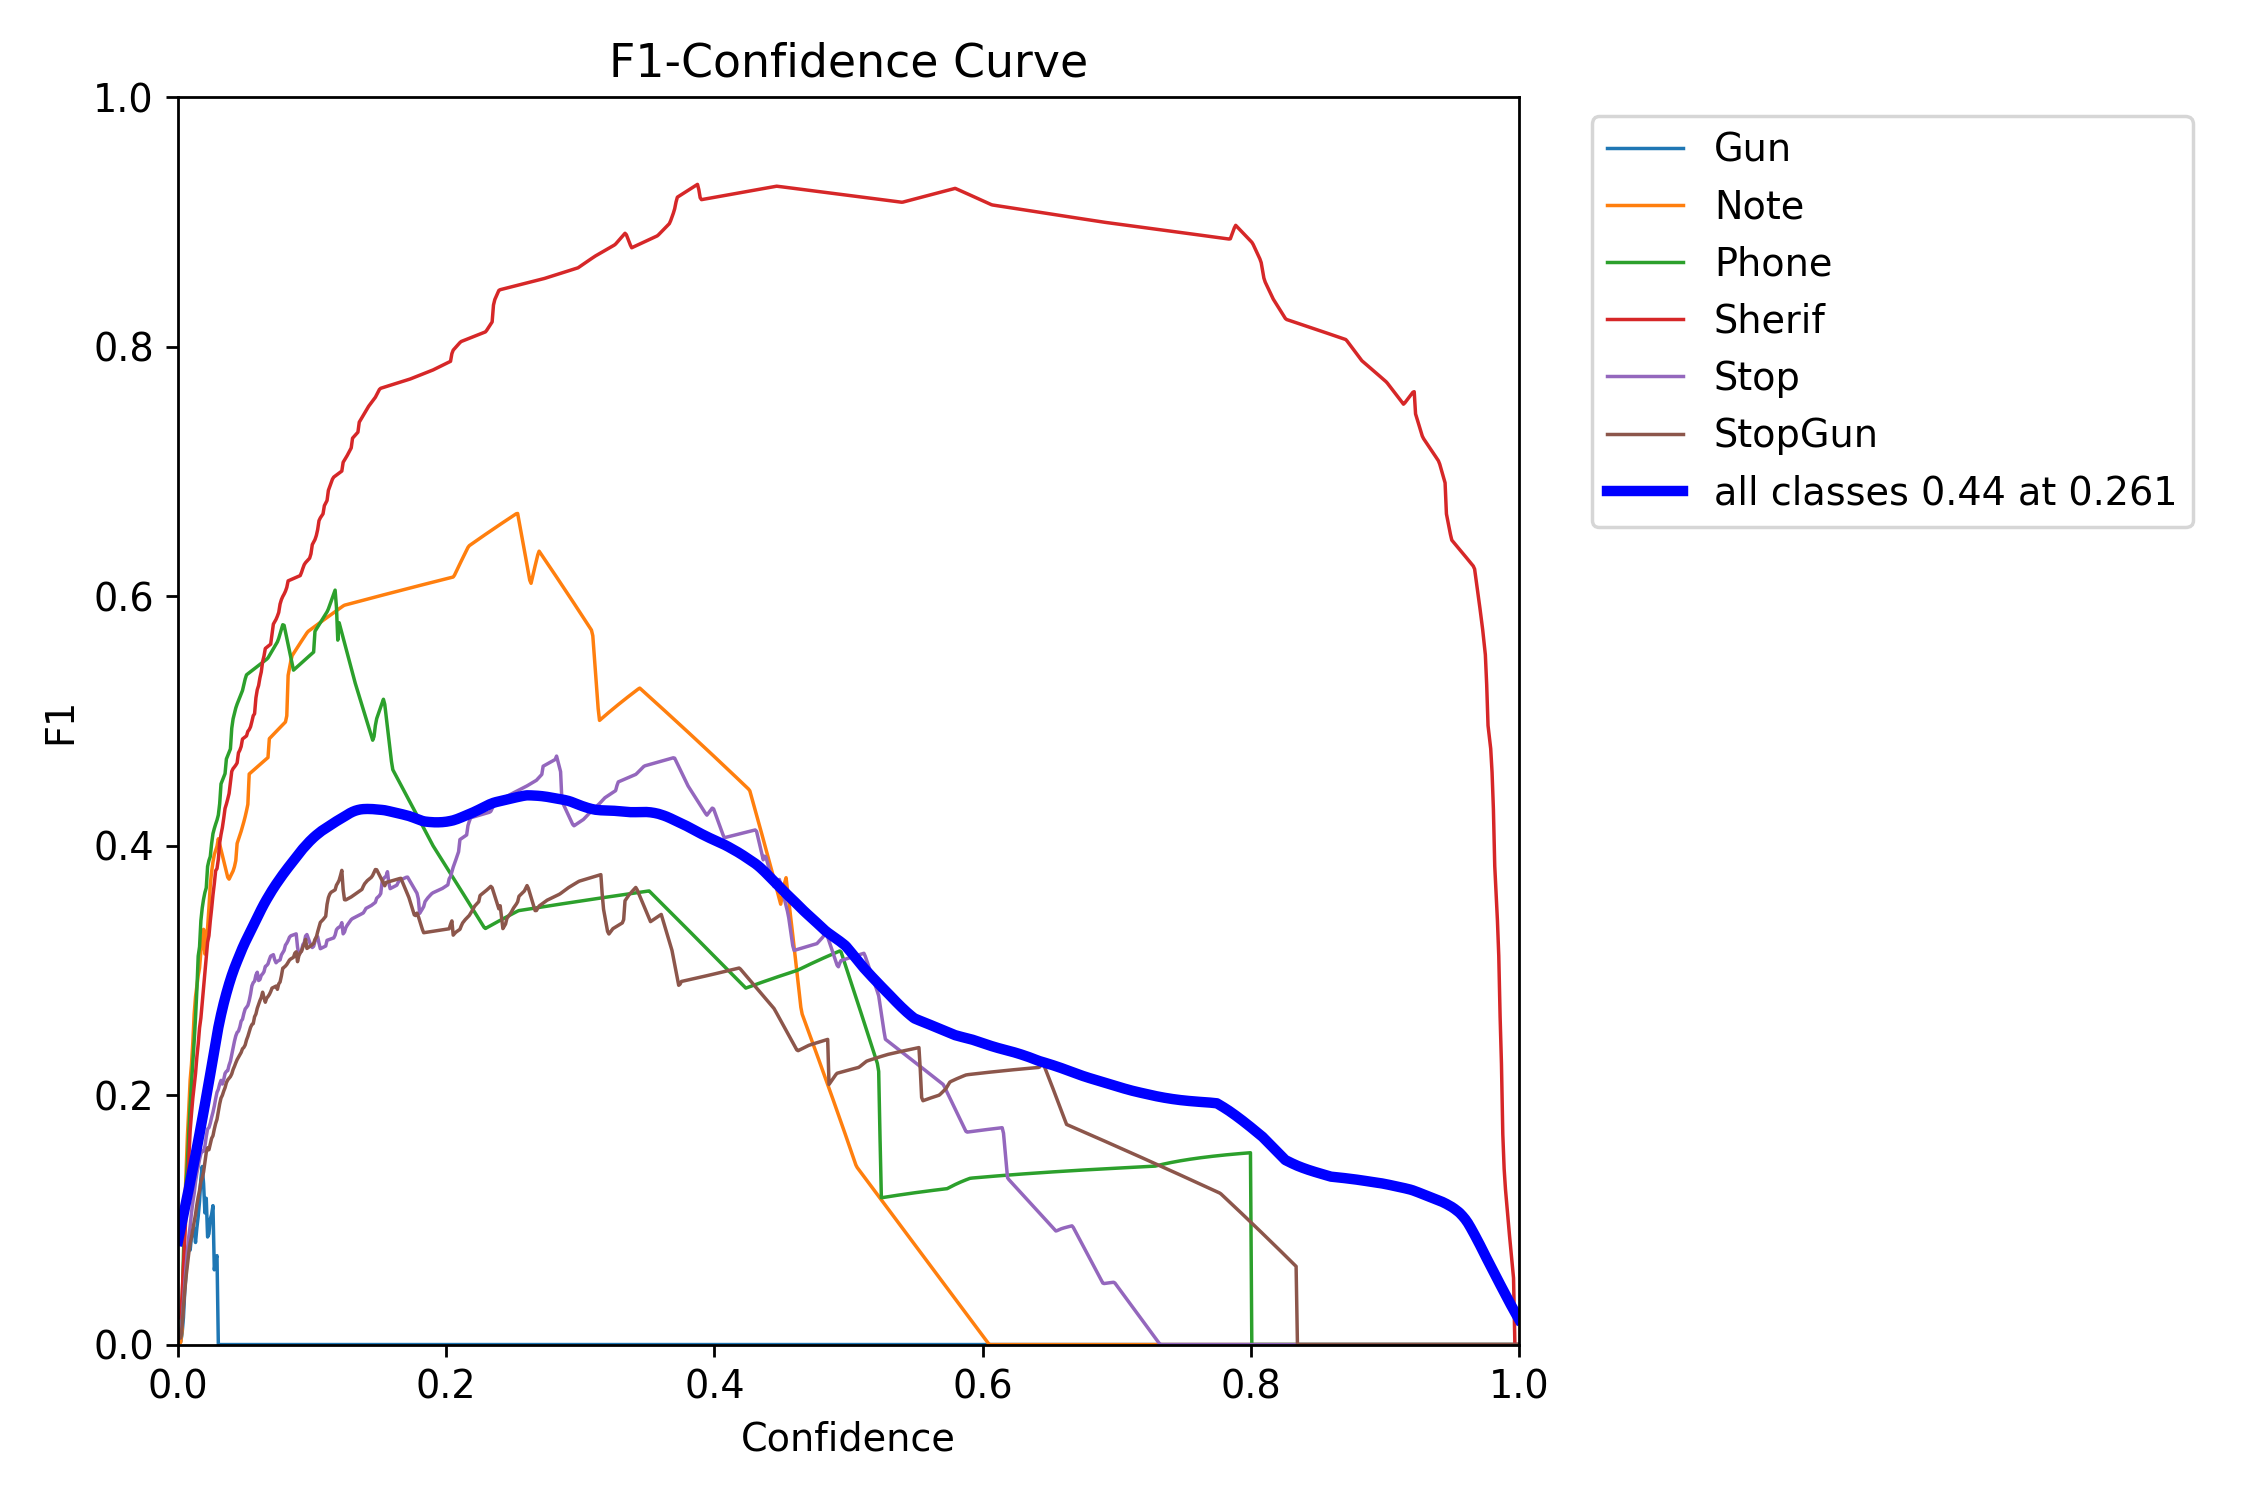 F1-Confidence Curve
1.0
0.8
0.6
0.4
0.2
0.0
F1
0.0 0.2 0.4 0.6 0.8 1.0
Confidence
Gun
Note
Phone
Sherif
Stop
StopGun
all classes 0.44 at 0.261